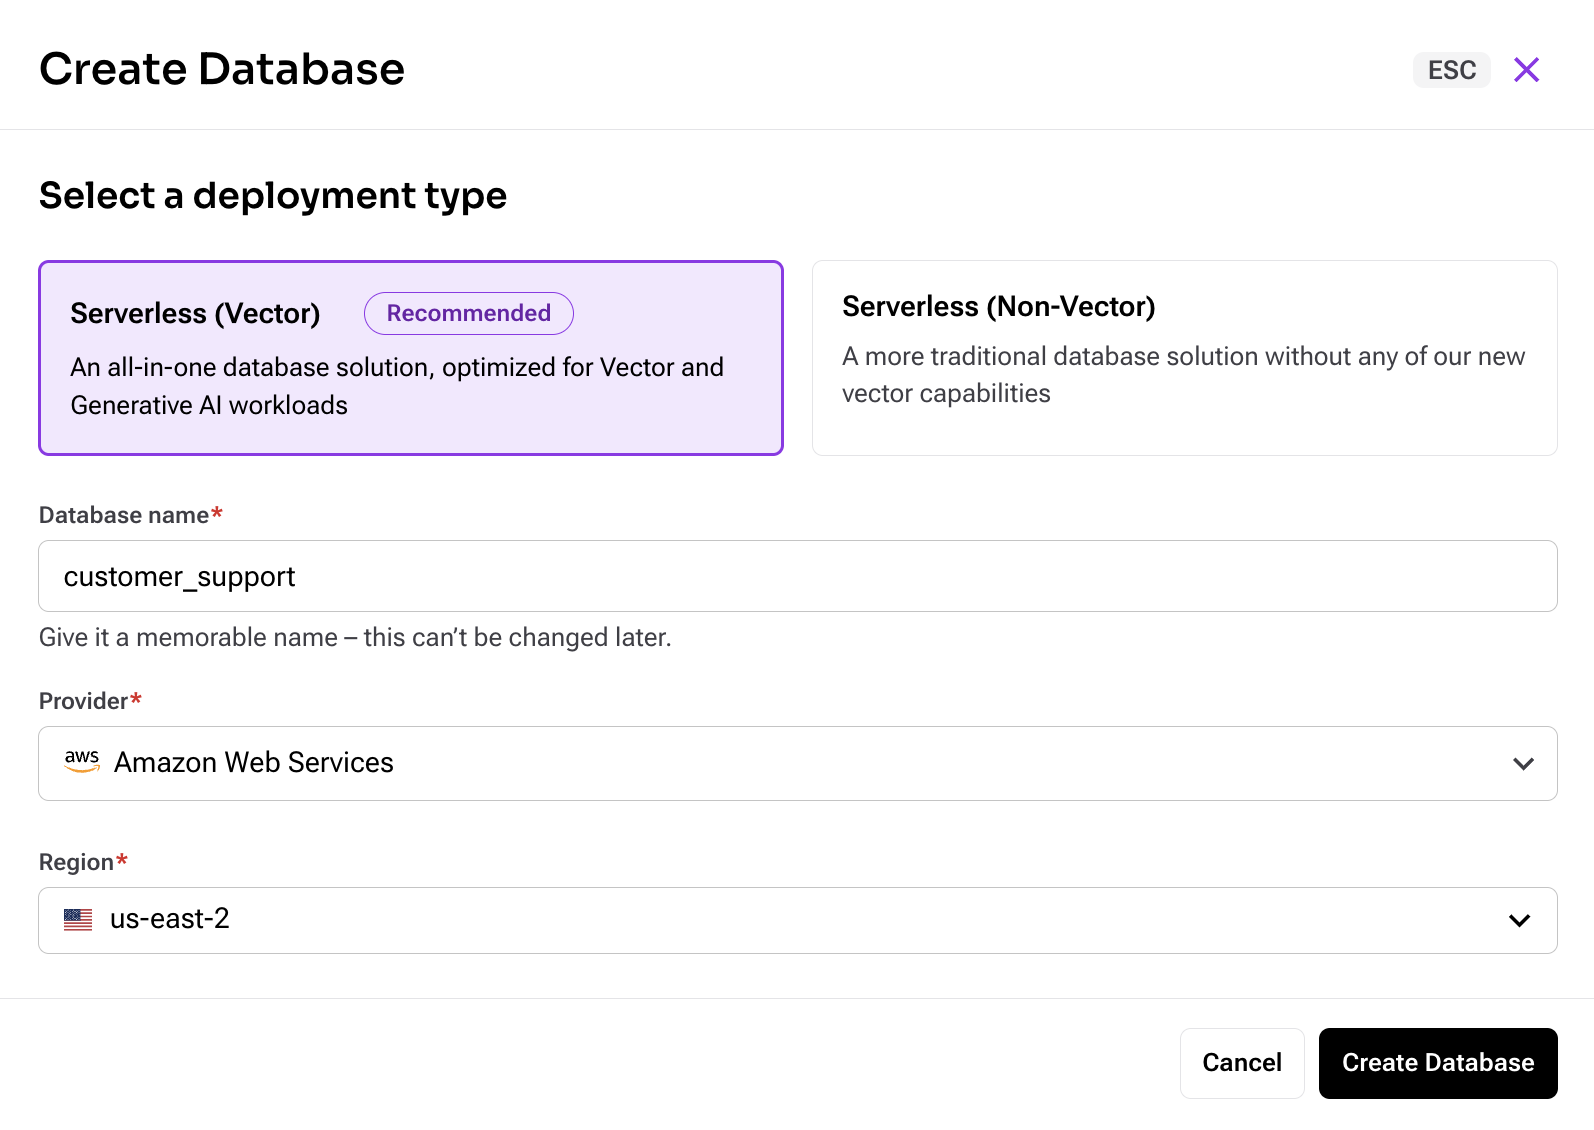 Create Database
ESC
Select a deployment type
Serverless (Vector) Recommended
An all-in-one database solution, optimized for Vector and
Generative AI workloads
Serverless (Non-Vector)
A more traditional database solution without any of our new
vector capabilities
Database name*
customer_support
Give it a memorable name – this can’t be changed later.
Provider*
aws Amazon Web Services
Region*
us-east-2
Cancel
Create Database